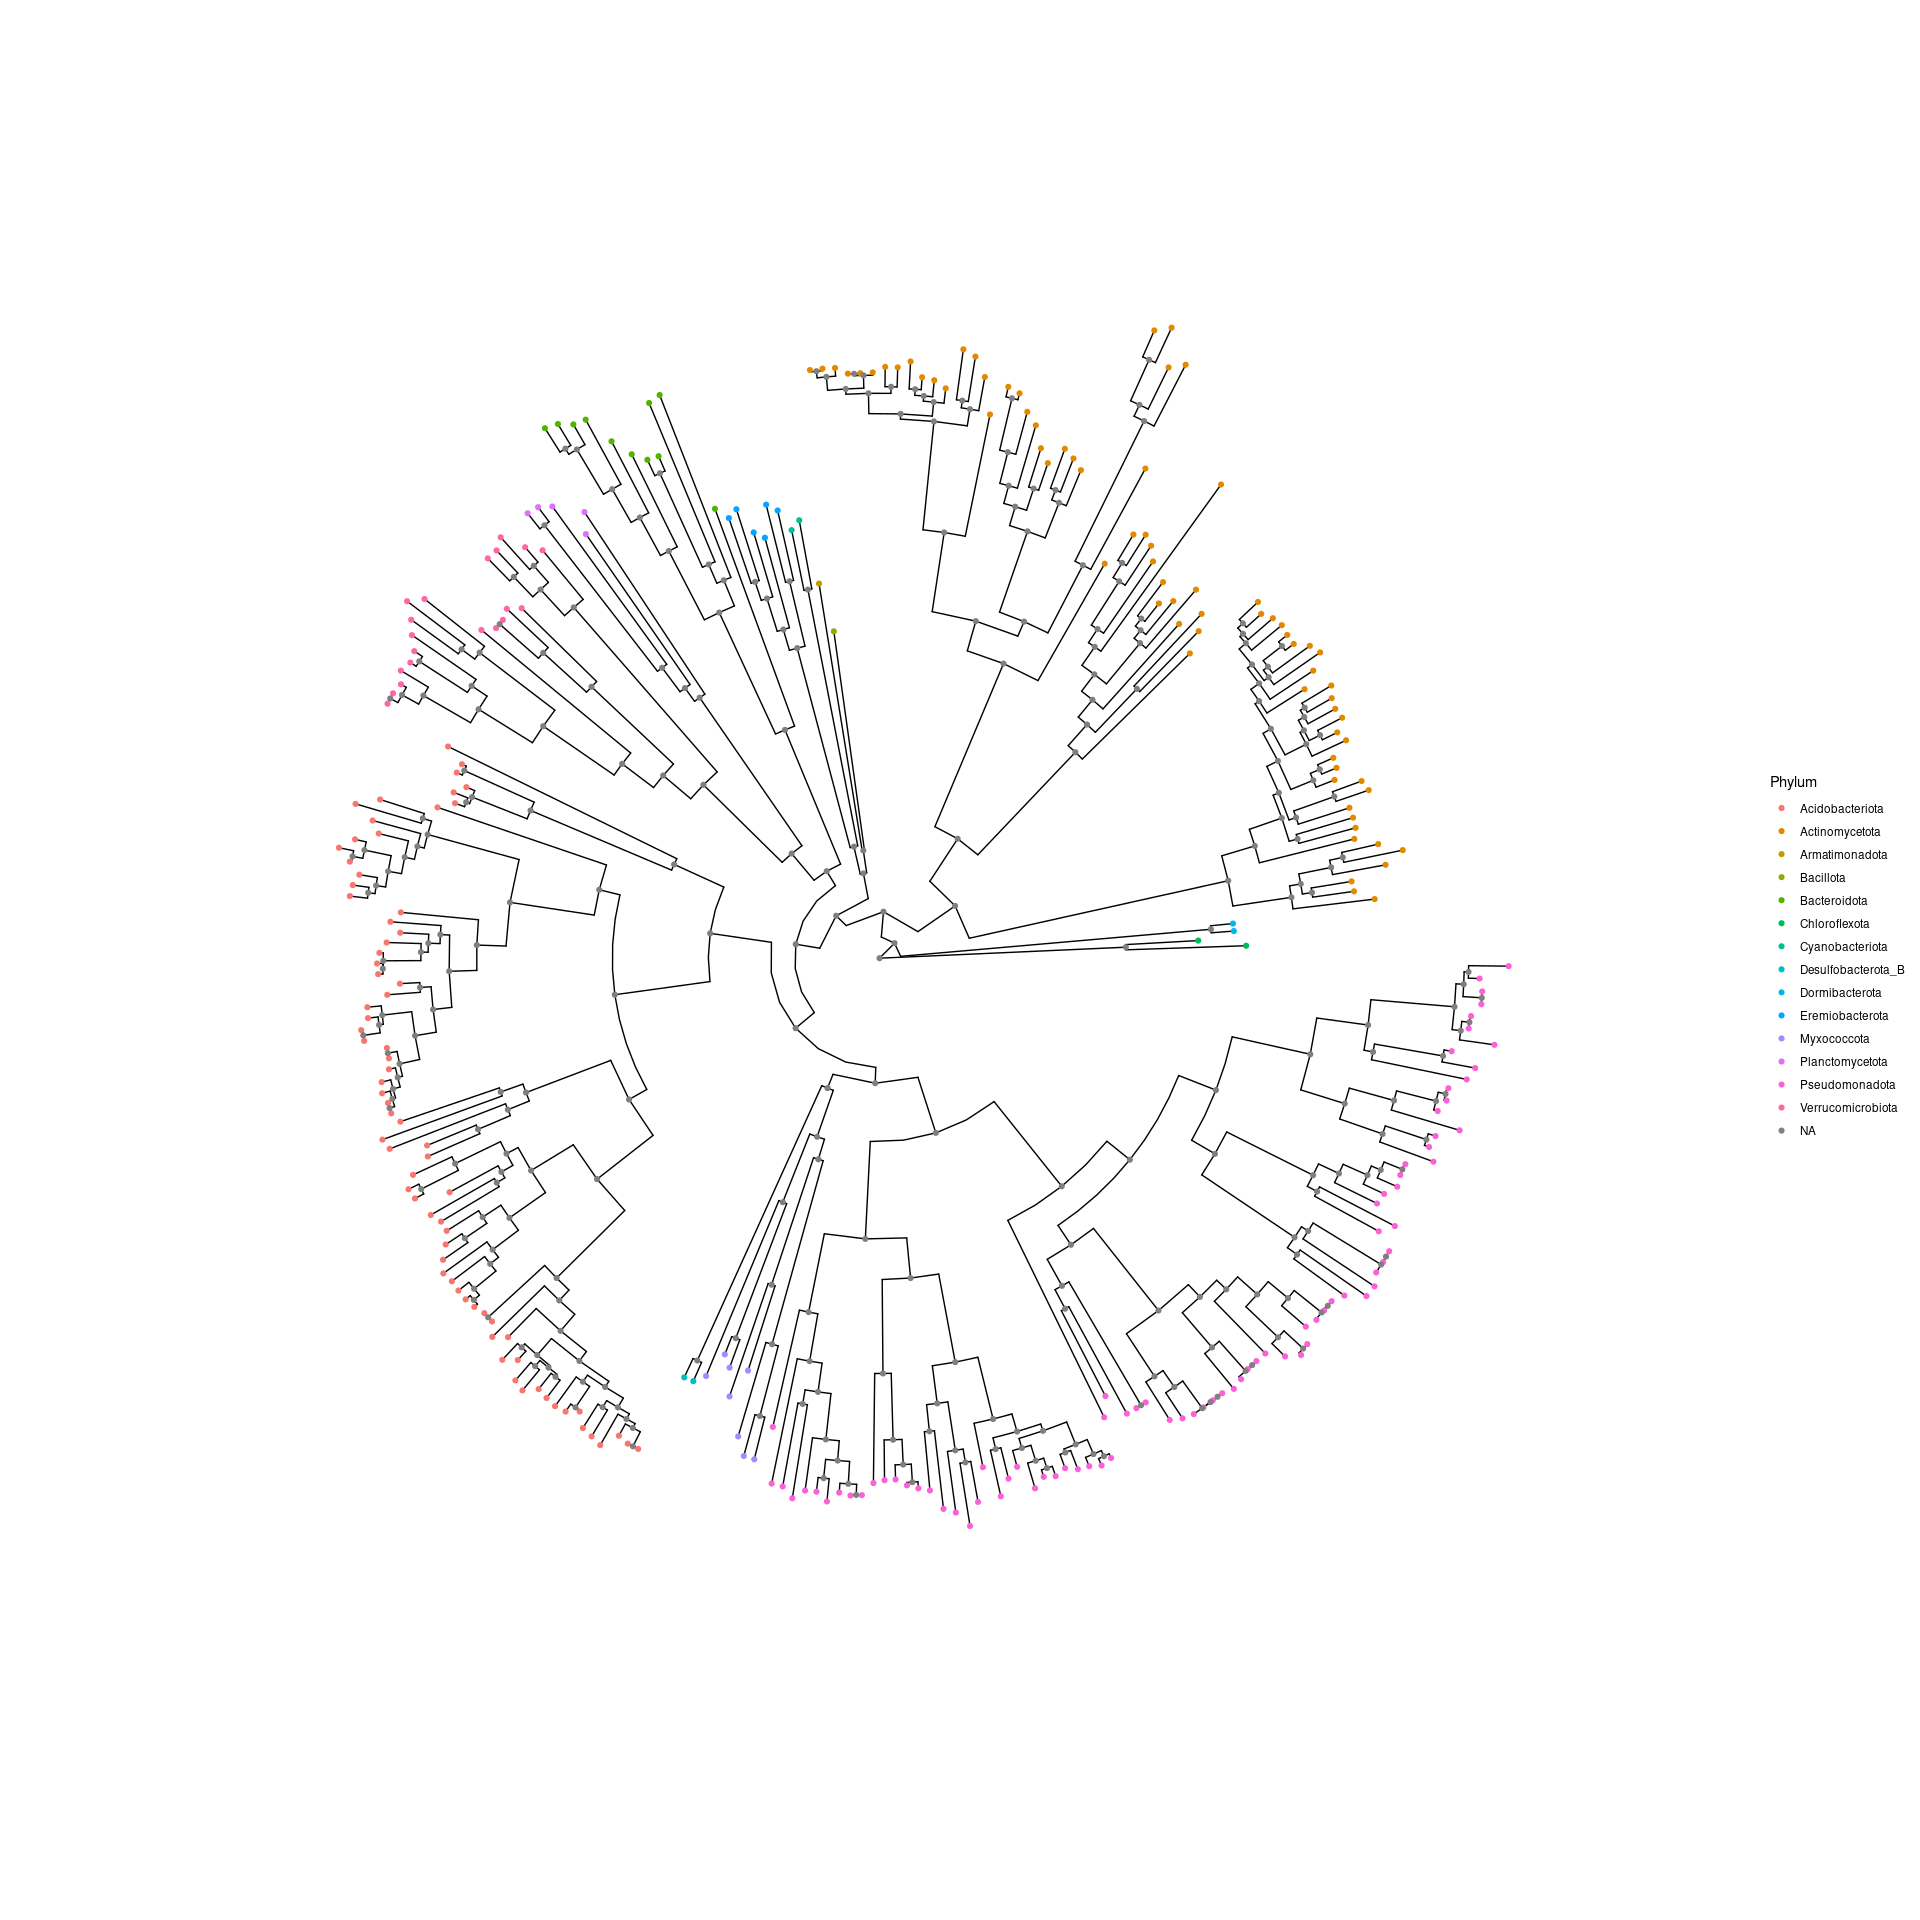 Phylum
Acidobacteriota
Actinomycetota
Armatimonadota
Bacillota
Bacteroidota
Chloroflexota
Cyanobacteriota
Desulfobacterota_B
Dormibacterota
Eremiobacterota
Myxococcota
Planctomycetota
Pseudomonadota
Verrucomicrobiota
NA